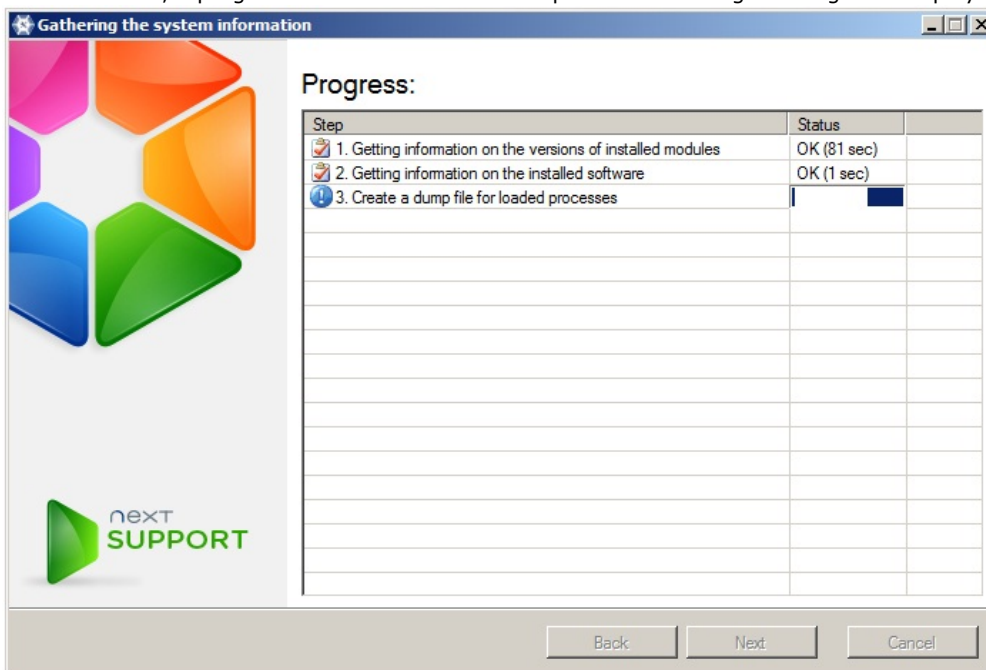 Gathering the system information
Progress:
Step Status
1. Getting information on the versions of installed modules OK (81 sec)
2. Getting information on the installed software OK (1 sec)
3. Create a dump file for loaded processes
next
SUPPORT
Back Next Cancel